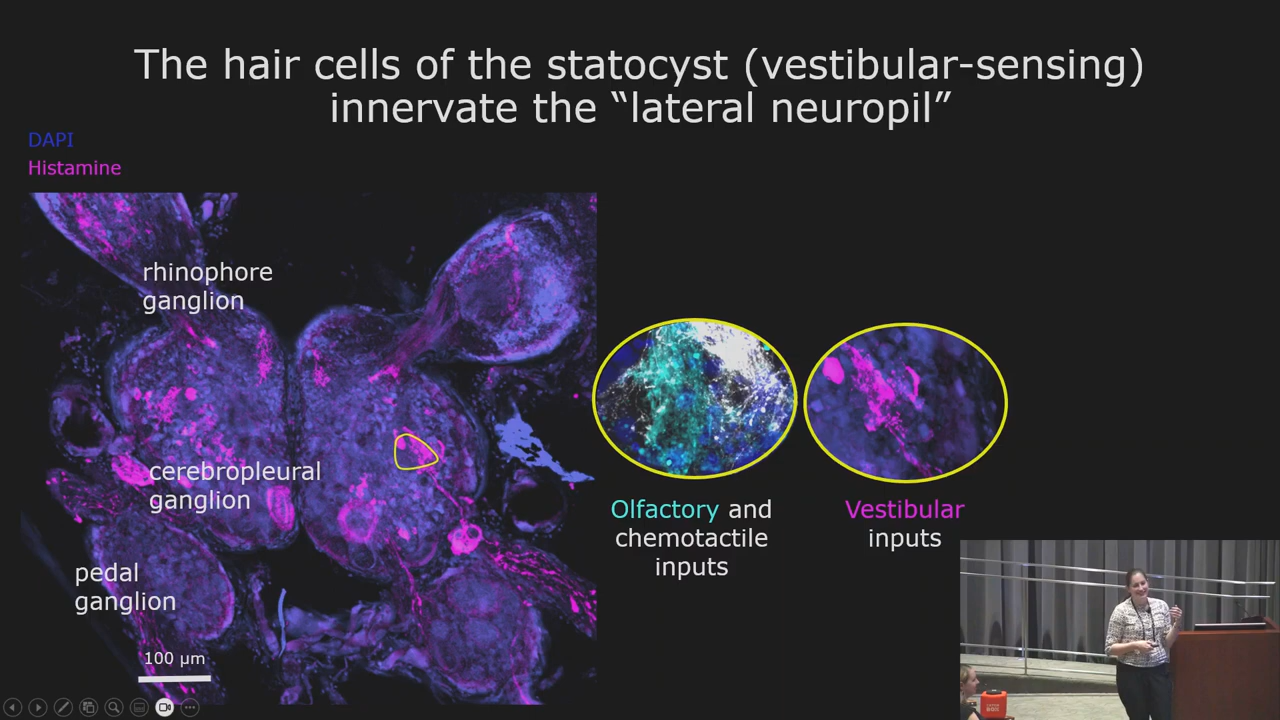 The hair cells of the statocyst (vestibular-sensing)
innervate the “lateral neuropil”
DAPI
Histamine
rhinophore
ganglion
cerebropleural
ganglion
pedal
ganglion
100 μm
Olfactory and
chemotactile
inputs
Vestibular
inputs